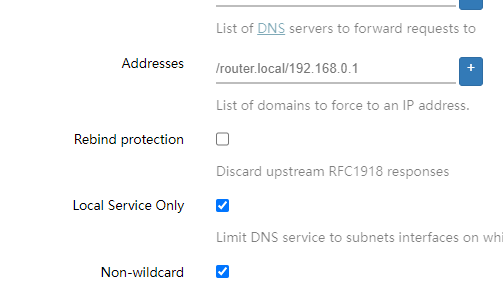 List of DNS servers to forward requests to
Addresses /router.local/192.168.0.1 +
List of domains to force to an IP address.
Rebind protection
Discard upstream RFC1918 responses
Local Service Only
Limit DNS service to subnets interfaces on
Non-wildcard